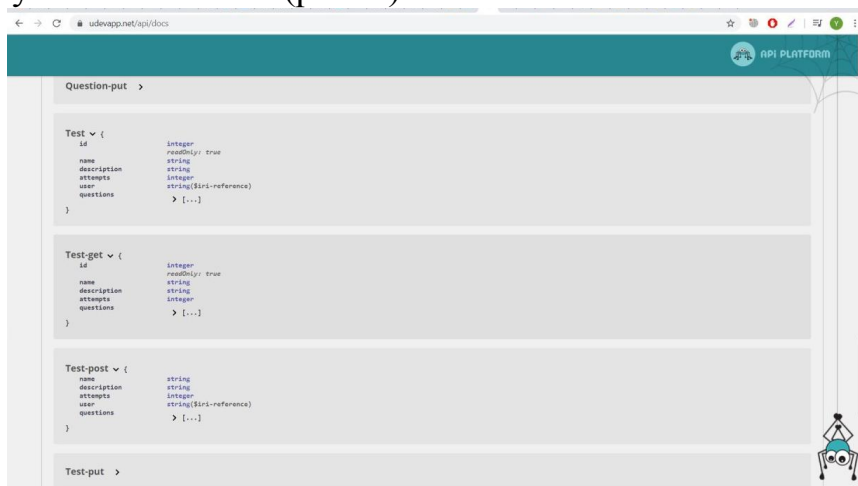 udevapp.net/api/docs
API PLATFORM
Question-put >
Test {
id integer
readOnly: true
name string
description string
attempts integer
user string($iri-reference)
questions
> [...]
}
Test-get {
id integer
readOnly: true
name string
description string
attempts integer
questions
> [...]
}
Test-post {
name string
description string
attempts integer
user string($iri-reference)
questions
> [...]
}
Test-put >